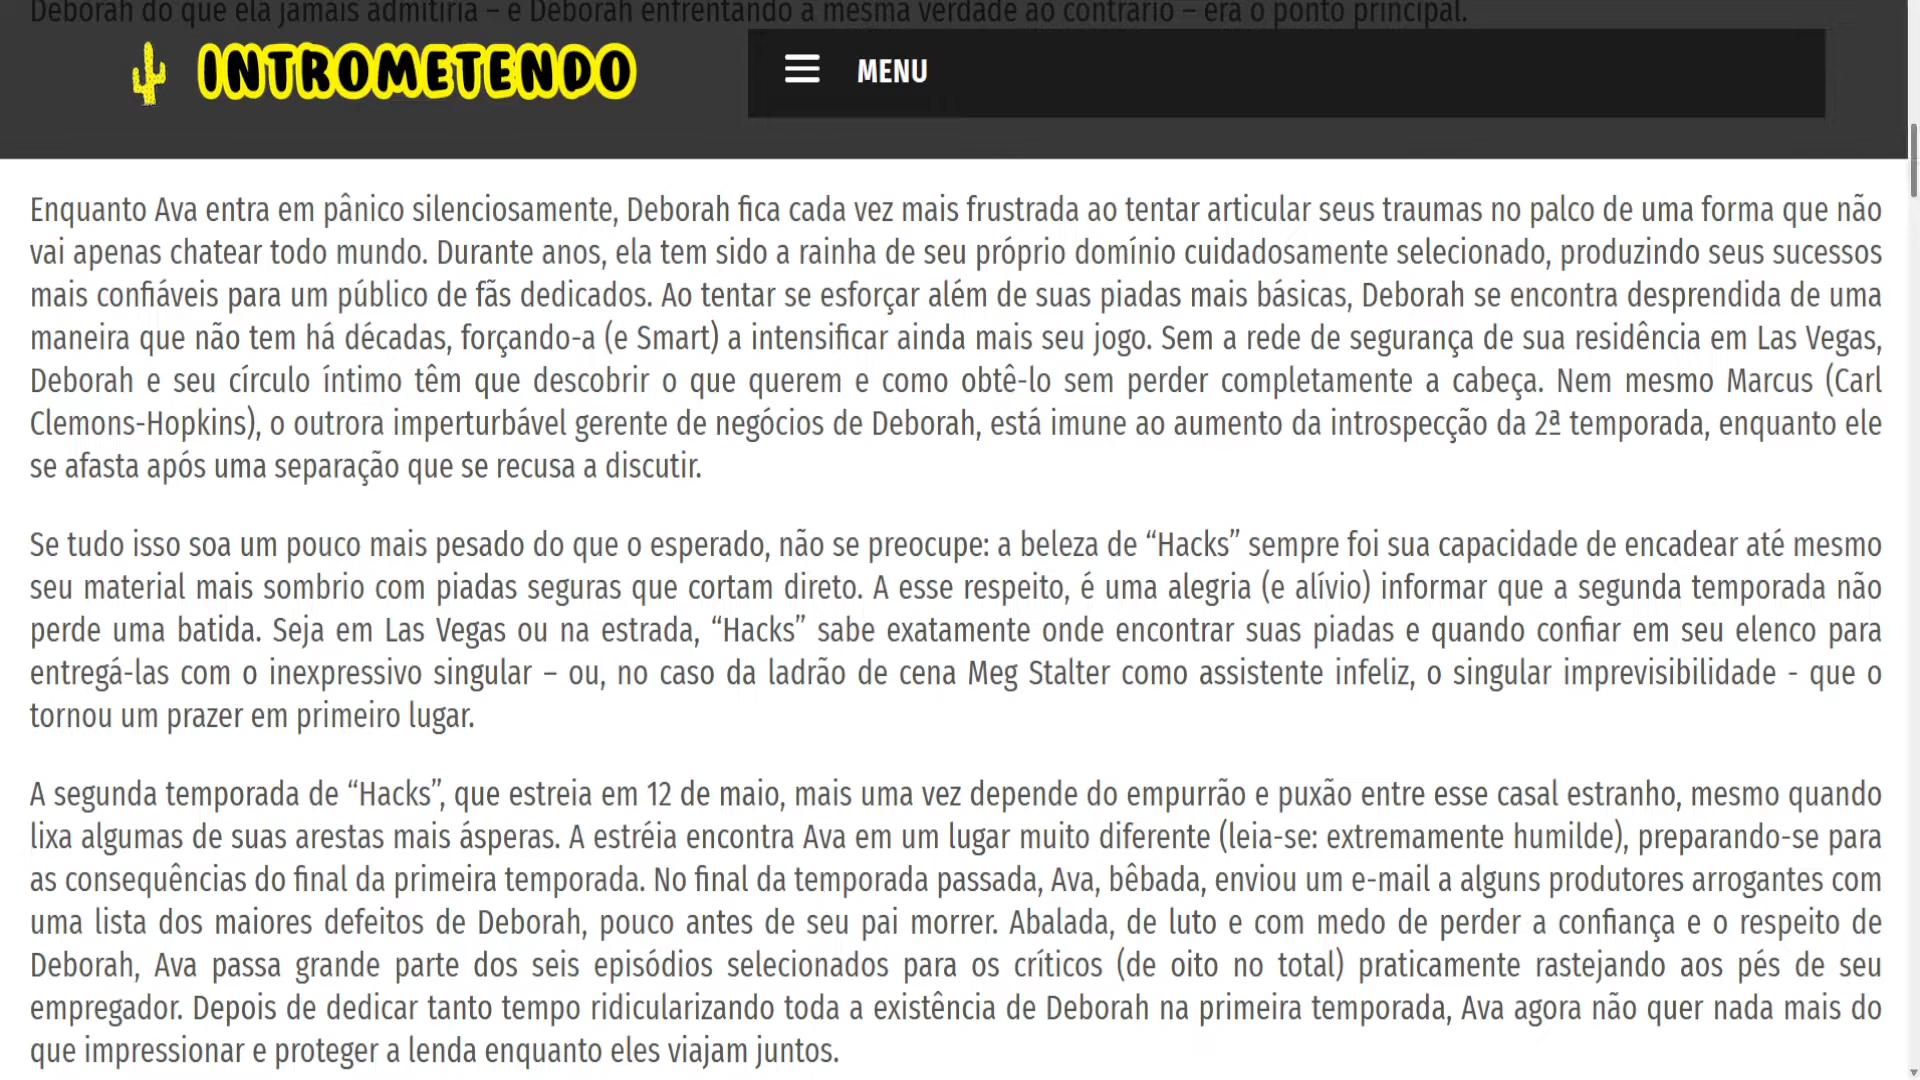 Deborah do que ela jamais admitiria – e Deborah enfrentando a mesma verdade ao contrário – era o ponto principal.
INTROMETENDO
MENU
Enquanto Ava entra em pânico silenciosamente, Deborah fica cada vez mais frustrada ao tentar articular seus traumas no palco de uma forma que não
vai apenas chatear todo mundo. Durante anos, ela tem sido a rainha de seu próprio domínio cuidadosamente selecionado, produzindo seus sucessos
mais confiáveis para um público de fãs dedicados. Ao tentar se esforçar além de suas piadas mais básicas, Deborah se encontra desprendida de uma
maneira que não tem há décadas, forçando-a (e Smart) a intensificar ainda mais seu jogo. Sem a rede de segurança de sua residência em Las Vegas,
Deborah e seu círculo íntimo têm que descobrir o que querem e como obtê-lo sem perder completamente a cabeça. Nem mesmo Marcus (Carl
Clemons-Hopkins), o outrora imperturbável gerente de negócios de Deborah, está imune ao aumento da introspecção da 2ª temporada, enquanto ele
se afasta após uma separação que se recusa a discutir.
Se tudo isso soa um pouco mais pesado do que o esperado, não se preocupe: a beleza de “Hacks” sempre foi sua capacidade de encadear até mesmo
seu material mais sombrio com piadas seguras que cortam direto. A esse respeito, é uma alegria (e alívio) informar que a segunda temporada não
perde uma batida. Seja em Las Vegas ou na estrada, “Hacks” sabe exatamente onde encontrar suas piadas e quando confiar em seu elenco para
entregá-las com o inexpressivo singular – ou, no caso da ladrão de cena Meg Stalter como assistente infeliz, o singular imprevisibilidade - que o
tornou um prazer em primeiro lugar.
A segunda temporada de “Hacks”, que estreia em 12 de maio, mais uma vez depende do empurrão e puxão entre esse casal estranho, mesmo quando
lixa algumas de suas arestas mais ásperas. A estréia encontra Ava em um lugar muito diferente (leia-se: extremamente humilde), preparando-se para
as consequências do final da primeira temporada. No final da temporada passada, Ava, bêbada, enviou um e-mail a alguns produtores arrogantes com
uma lista dos maiores defeitos de Deborah, pouco antes de seu pai morrer. Abalada, de luto e com medo de perder a confiança e o respeito de
Deborah, Ava passa grande parte dos seis episódios selecionados para os críticos (de oito no total) praticamente rastejando aos pés de seu
empregador. Depois de dedicar tanto tempo ridicularizando toda a existência de Deborah na primeira temporada, Ava agora não quer nada mais do
que impressionar e proteger a lenda enquanto eles viajam juntos.